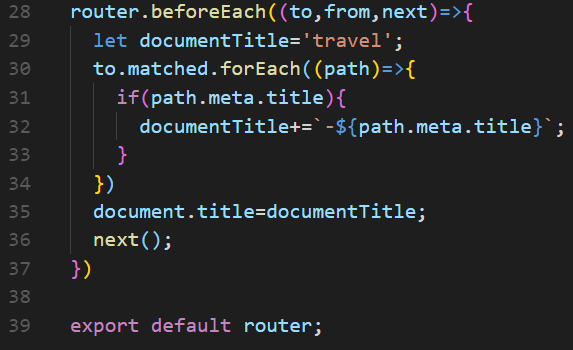 28 router.beforeEach((to,from,next)=>{
29 let documentTitle='travel';
30 to.matched.forEach((path)=>{
31 if(path.meta.title){
32 documentTitle+=`-${path.meta.title}`;
33 }
34 })
35 document.title=documentTitle;
36 next();
37 })
38
39 export default router;